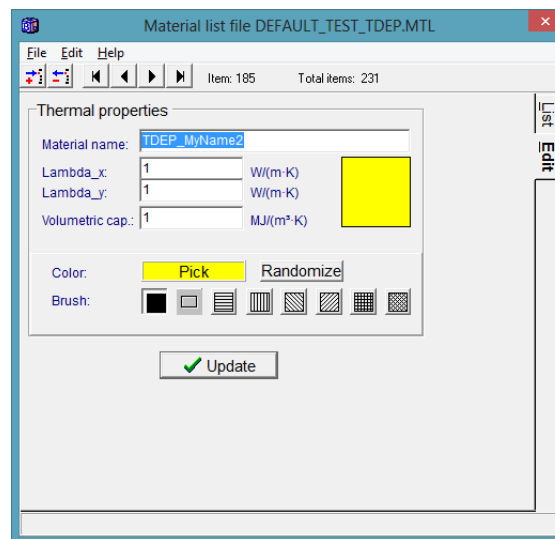 Material list file DEFAULT_TEST_TDEP.MTL
File Edit Help
Item: 185 Total items: 231
List
Edit
Thermal properties
Material name: TDEP_MyName2
Lambda_x: 1 W/(m·K)
Lambda_y: 1 W/(m·K)
Volumetric cap.: 1 MJ/(m³·K)
Color: Pick Randomize
Brush:
Update